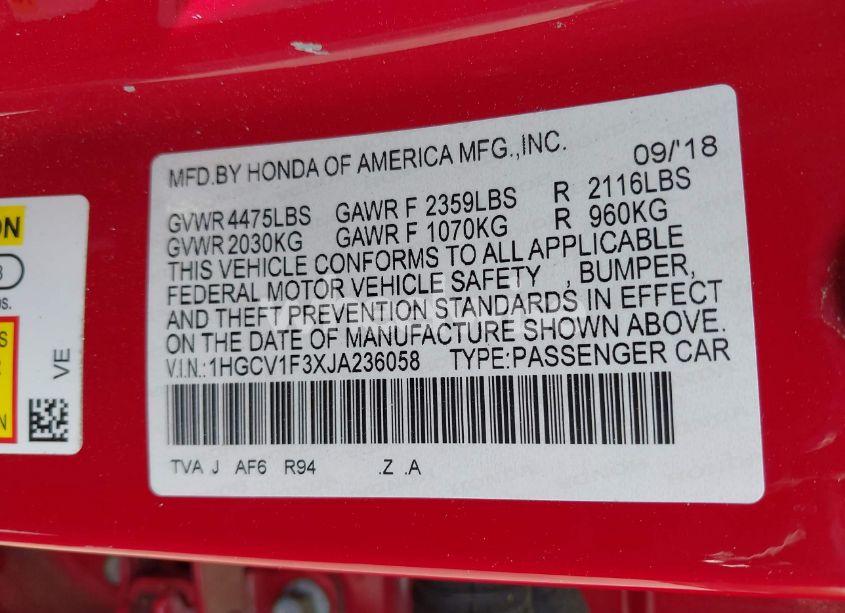 MFD.BY HONDA OF AMERICA MFG.,INC. 09/'18
GVWR 4475LBS GAWR F 2359LBS R 2116LBS
GVWR 2030KG GAWR F 1070KG R 960KG
THIS VEHICLE CONFORMS TO ALL APPLICABLE
FEDERAL MOTOR VEHICLE SAFETY , BUMPER,
AND THEFT PREVENTION STANDARDS IN EFFECT
ON THE DATE OF MANUFACTURE SHOWN ABOVE.
V.I.N.:1HGCV1F3XJA236058 TYPE:PASSENGER CAR
TVA J AF6 R94 .Z .A
VE